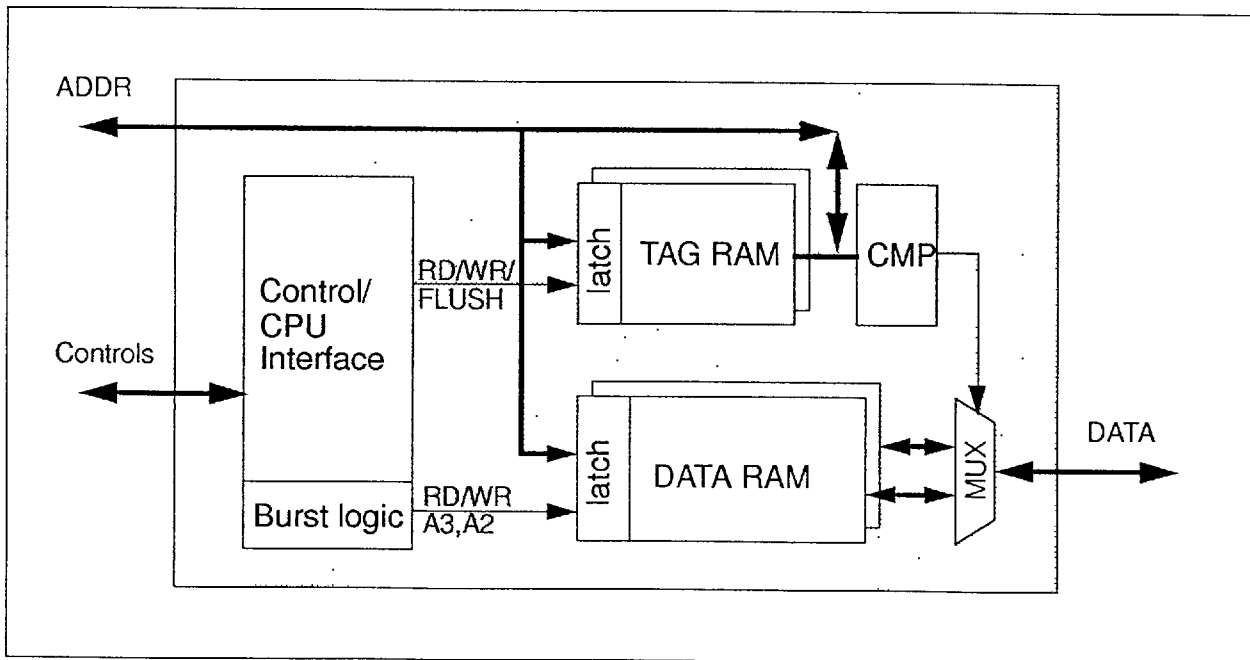 ADDR
latch
TAG RAM
CMP
RD/WR/
FLUSH
Control/
CPU
Interface
Controls
latch
DATA RAM
MUX
DATA
RD/WR
A3,A2
Burst logic